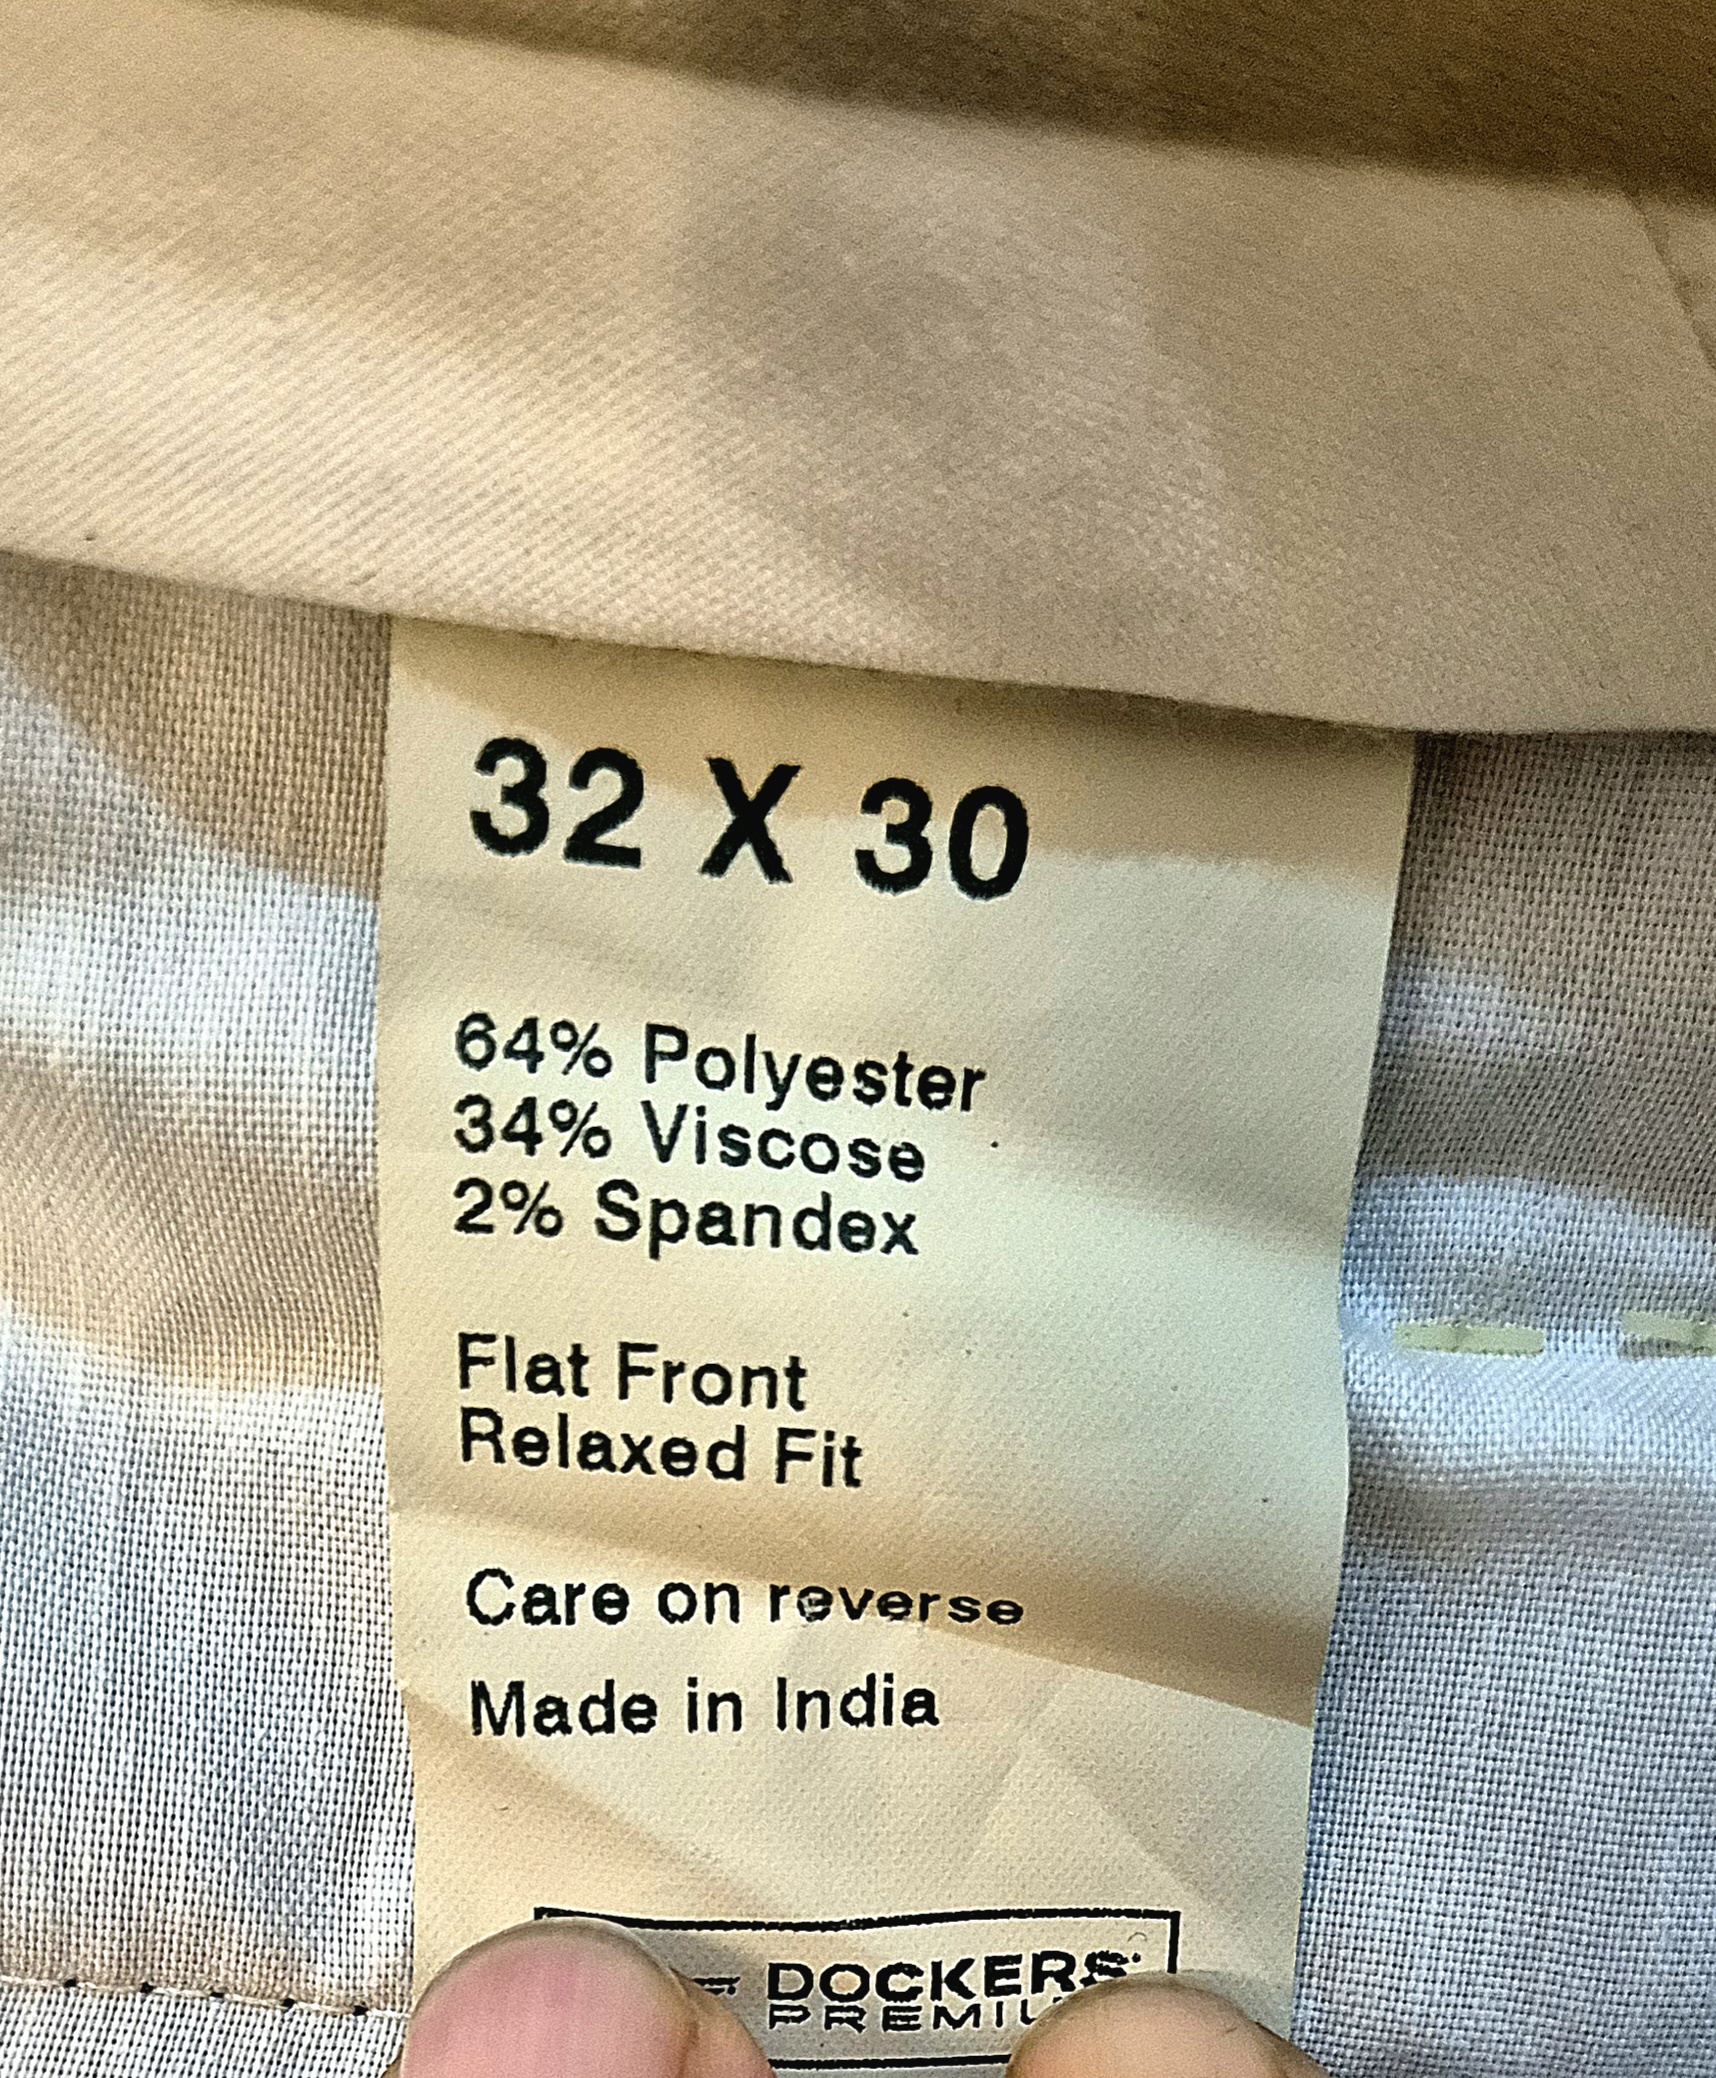 32 X 30
64% Polyester
34% Viscose
2% Spandex
Flat Front
Relaxed Fit
Care on reverse
Made in India
DOCKERS